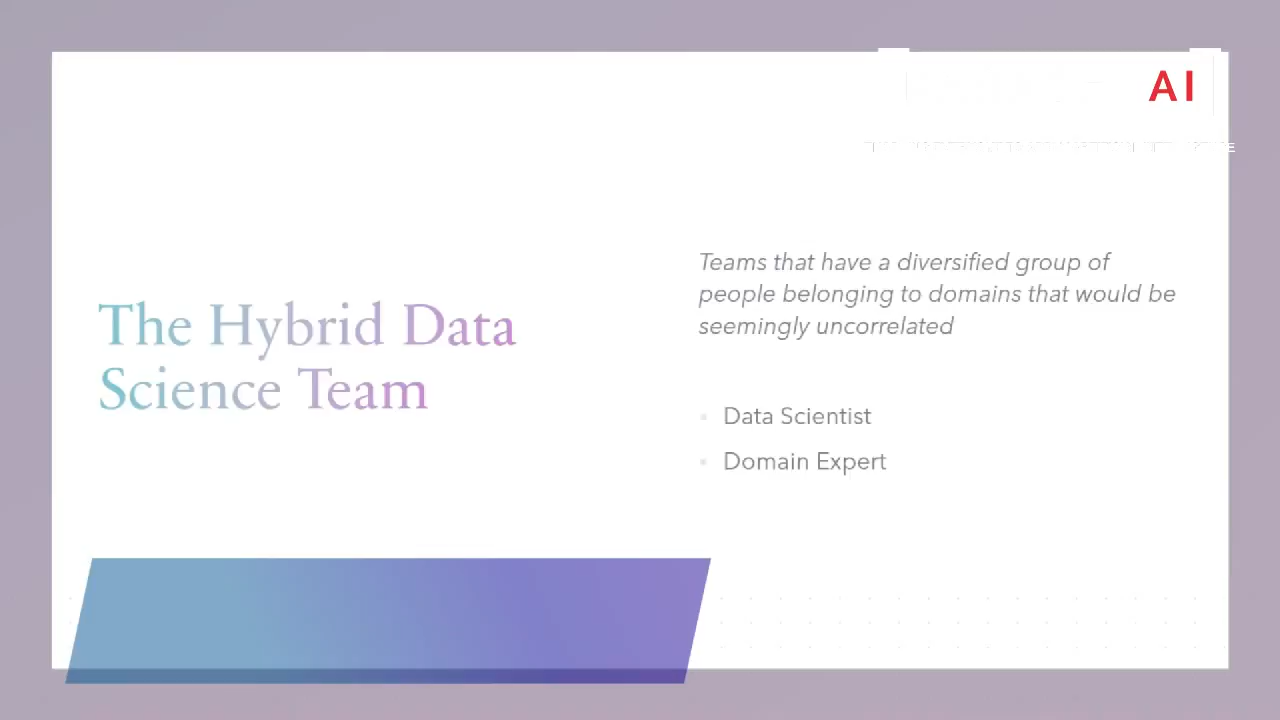 AI
The Hybrid Data
Science Team
Teams that have a diversified group of
people belonging to domains that would be
seemingly uncorrelated
Data Scientist
Domain Expert